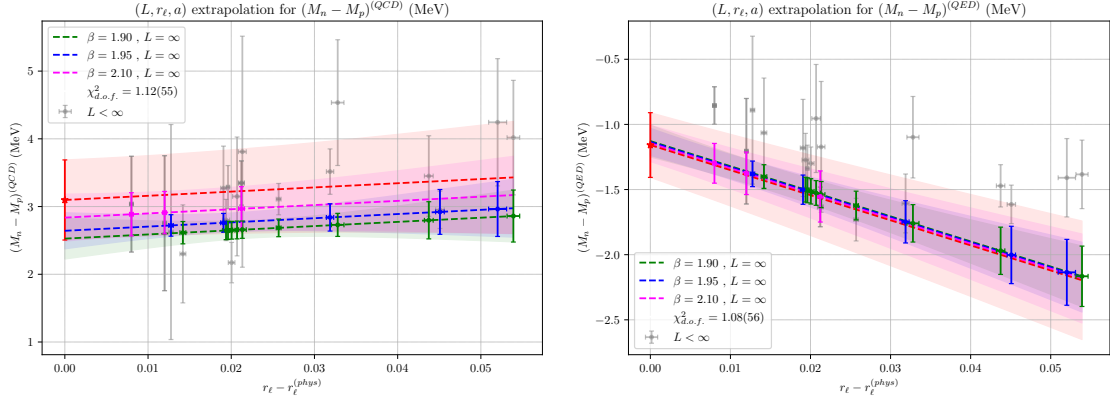 (L, r_ℓ, a) extrapolation for (M_n − M_p)^(QCD) (MeV)
(M_n − M_p)^(QCD) (MeV)
5
4
3
2
1
β = 1.90 , L = ∞
β = 1.95 , L = ∞
β = 2.10 , L = ∞
χ²_d.o.f. = 1.12(55)
L < ∞
0.00 0.01 0.02 0.03 0.04 0.05
r_ℓ − r_ℓ^(phys)
(L, r_ℓ, a) extrapolation for (M_n − M_p)^(QED) (MeV)
(M_n − M_p)^(QED) (MeV)
−0.5
−1.0
−1.5
−2.0
−2.5
β = 1.90 , L = ∞
β = 1.95 , L = ∞
β = 2.10 , L = ∞
χ²_d.o.f. = 1.08(56)
L < ∞
0.00 0.01 0.02 0.03 0.04 0.05
r_ℓ − r_ℓ^(phys)